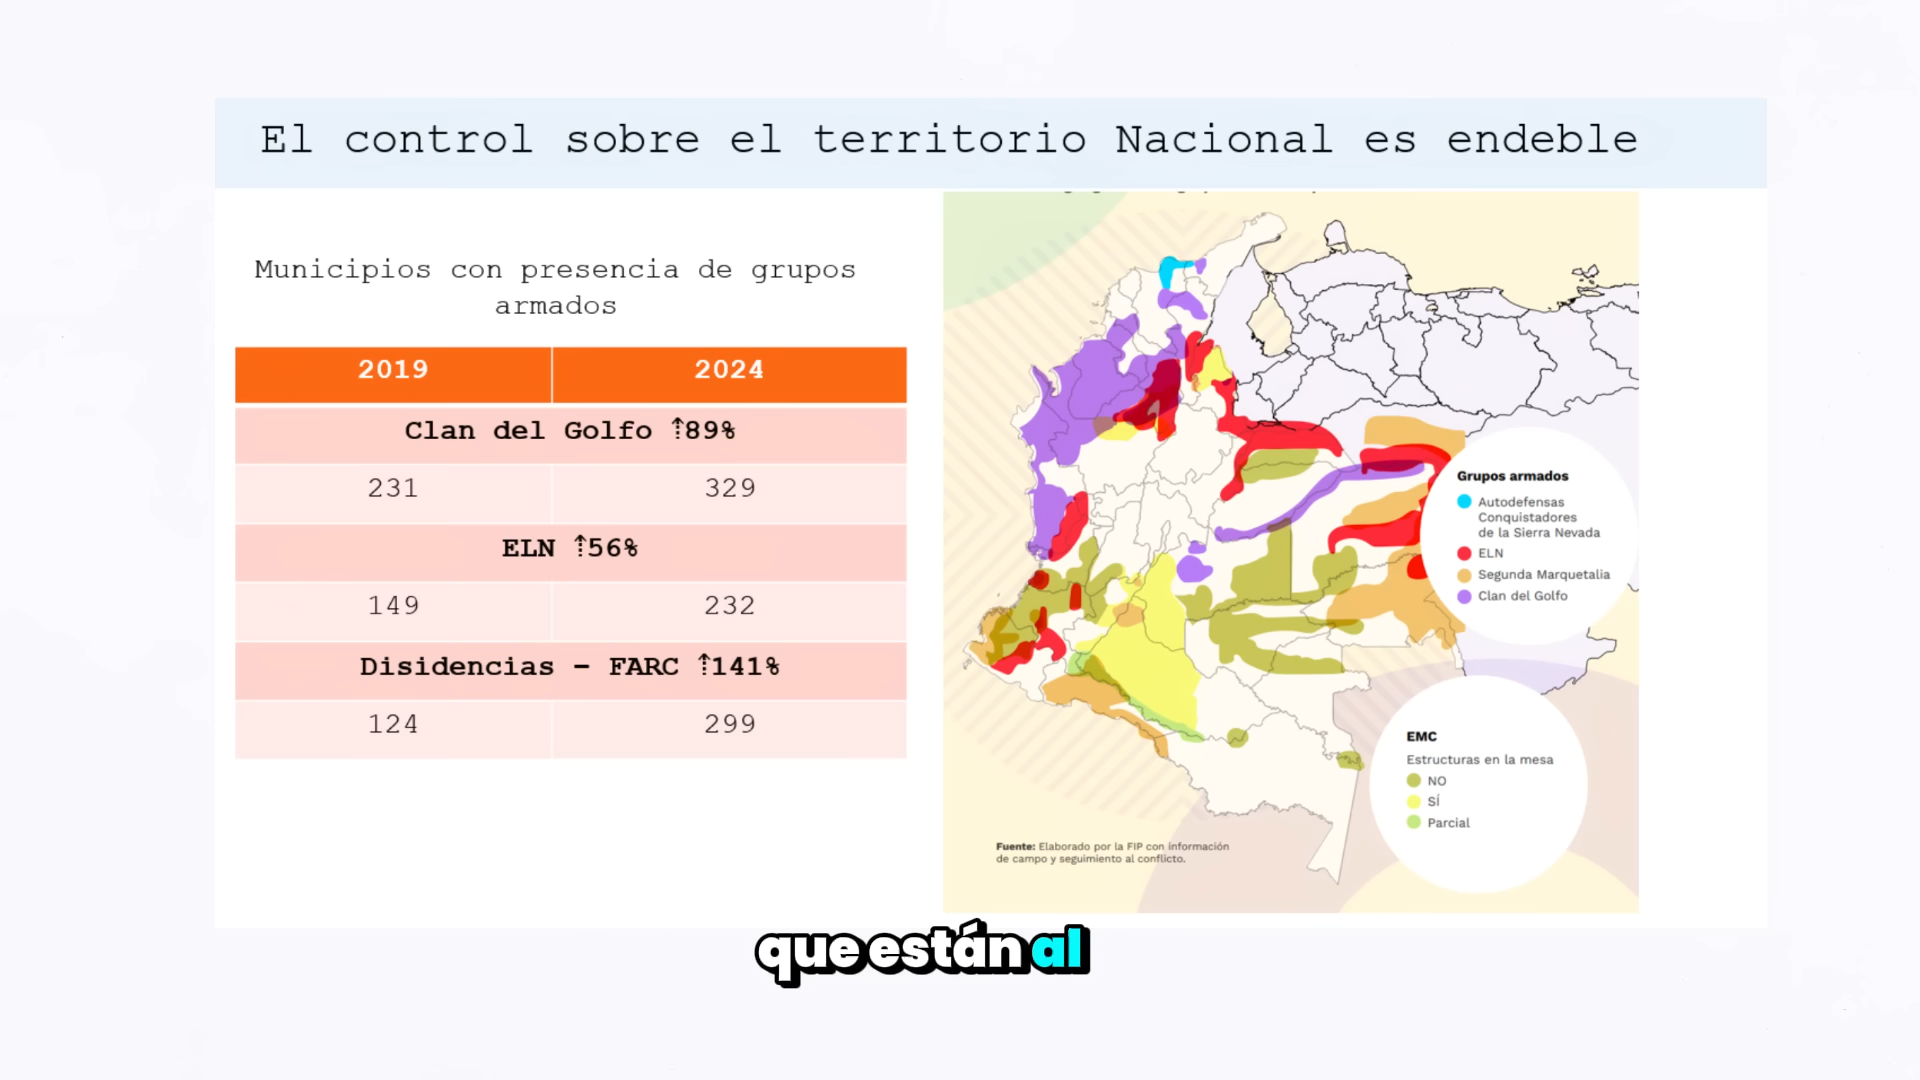 El control sobre el territorio Nacional es endeble
Municipios con presencia de grupos
armados
2019 2024
Clan del Golfo ⇡89%
231 329
ELN ⇡56%
149 232
Disidencias – FARC ⇡141%
124 299
Grupos armados
Autodefensas
Conquistadores
de la Sierra Nevada
ELN
Segunda Marquetalia
Clan del Golfo
EMC
Estructuras en la mesa
NO
SÍ
Parcial
Fuente: Elaborado por la FIP con información
de campo y seguimiento al conflicto.
que están al